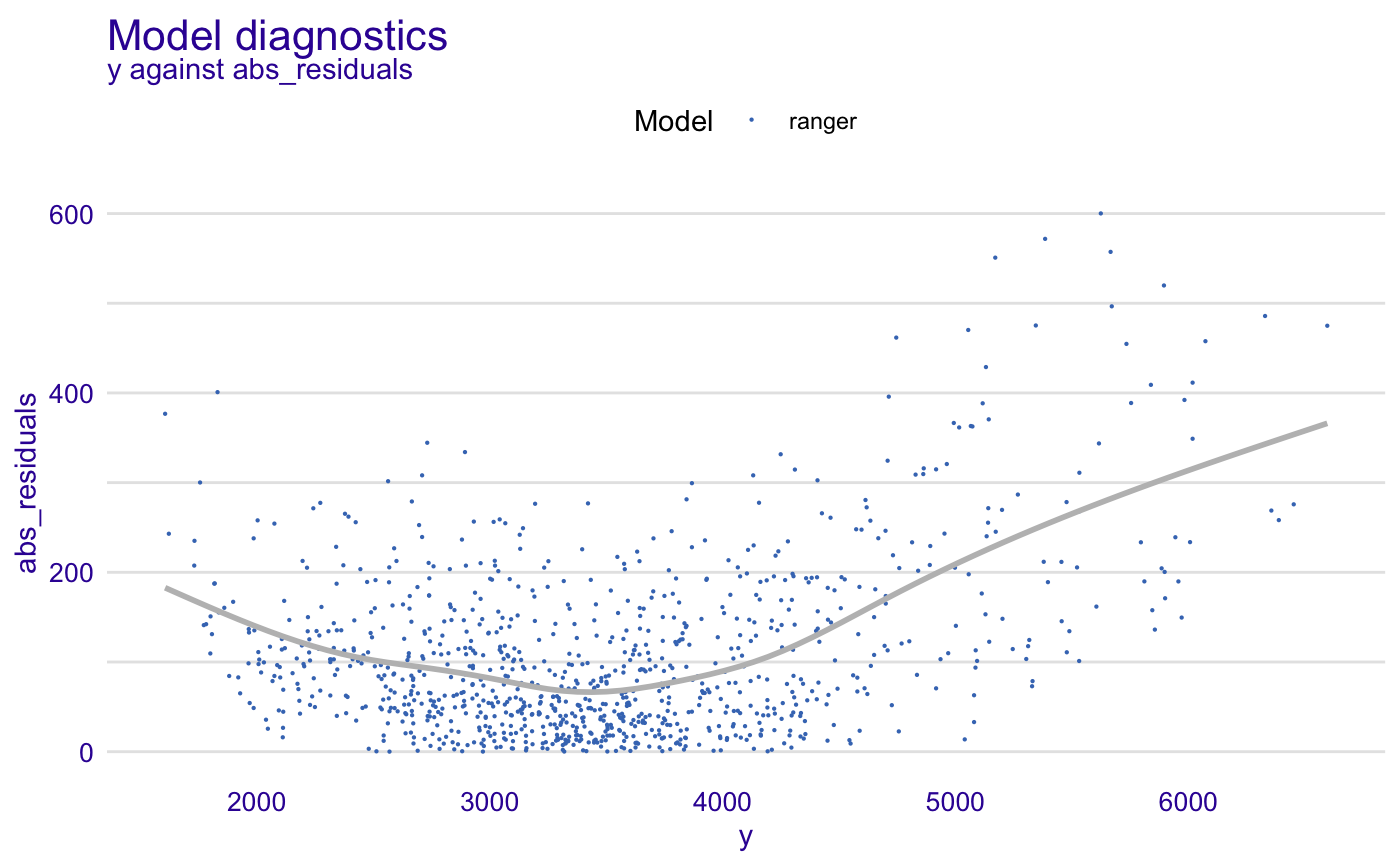 Model diagnostics
y against abs_residuals
Model ranger
600
400
200
0
abs_residuals
2000 3000 4000 5000 6000
y